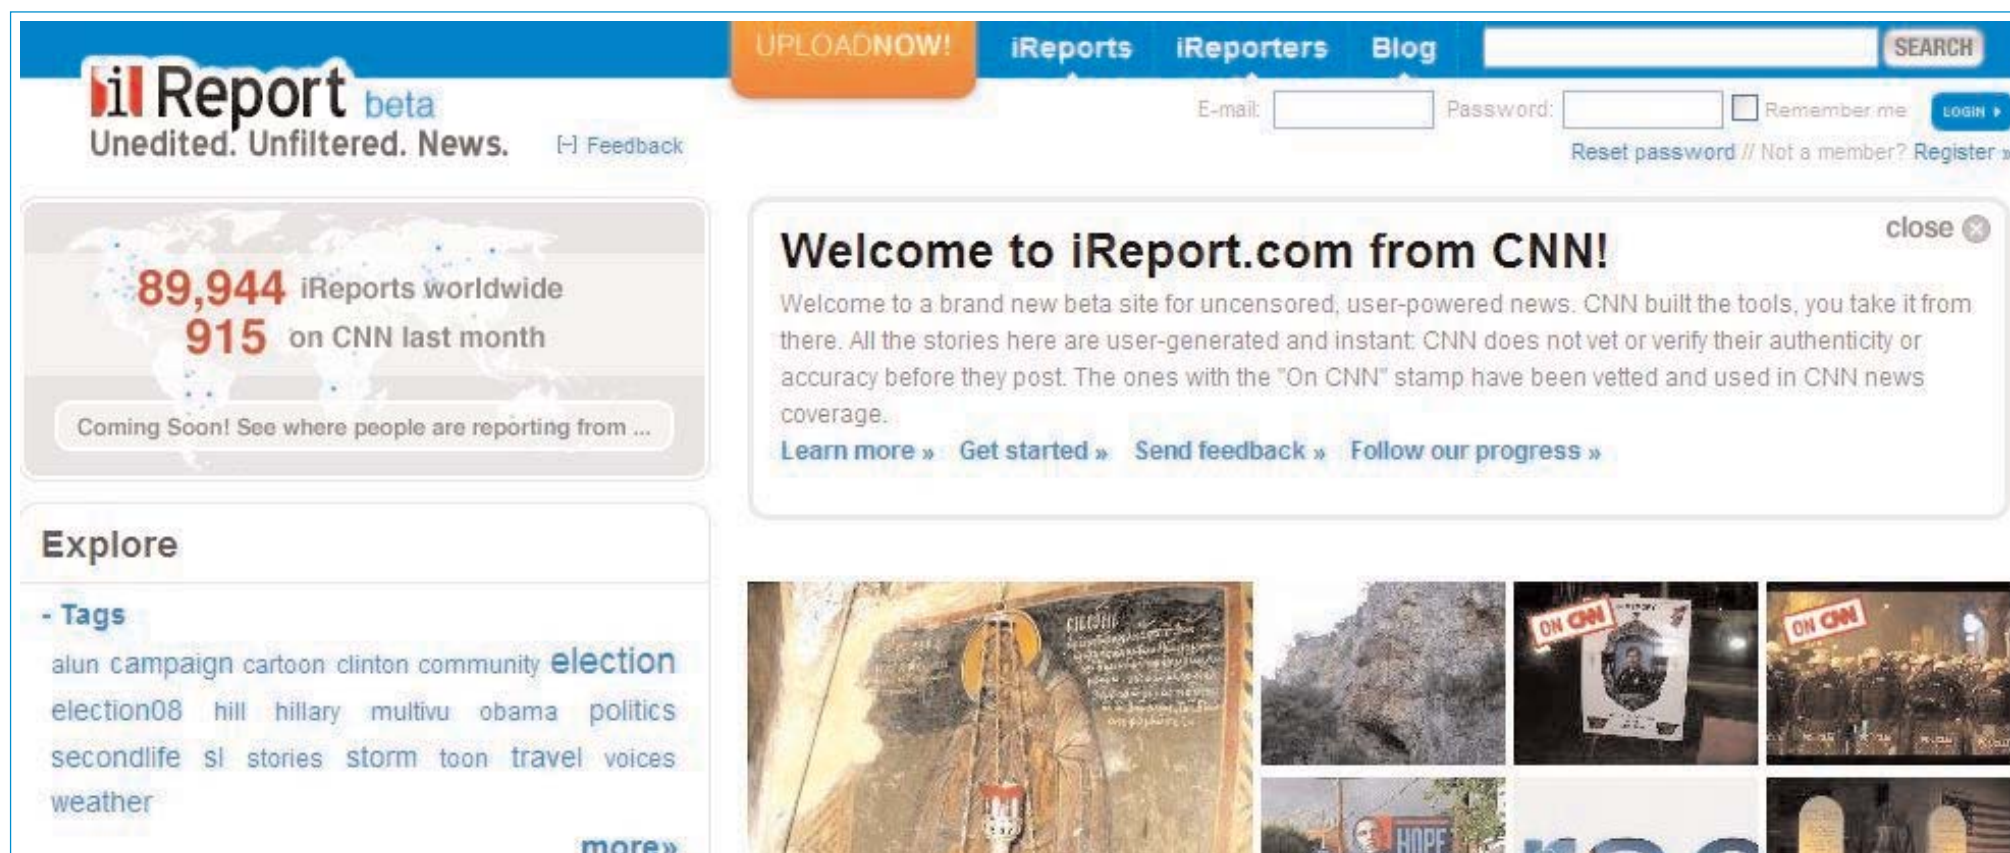 UPLOADNOW!
iReports iReporters Blog SEARCH
iReport beta
Unedited. Unfiltered. News. [-] Feedback
E-mail: Password: Remember me LOGIN
Reset password // Not a member? Register »
89,944 iReports worldwide
915 on CNN last month
Coming Soon! See where people are reporting from ...
close
Welcome to iReport.com from CNN!
Welcome to a brand new beta site for uncensored, user-powered news. CNN built the tools, you take it from
there. All the stories here are user-generated and instant: CNN does not vet or verify their authenticity or
accuracy before they post. The ones with the "On CNN" stamp have been vetted and used in CNN news
coverage.
Learn more » Get started » Send feedback » Follow our progress »
Explore
- Tags
alun campaign cartoon clinton community election
election08 hill hillary multivu obama politics
secondlife sl stories storm toon travel voices
weather
more»
ON CNN
ON CNN
HOPE